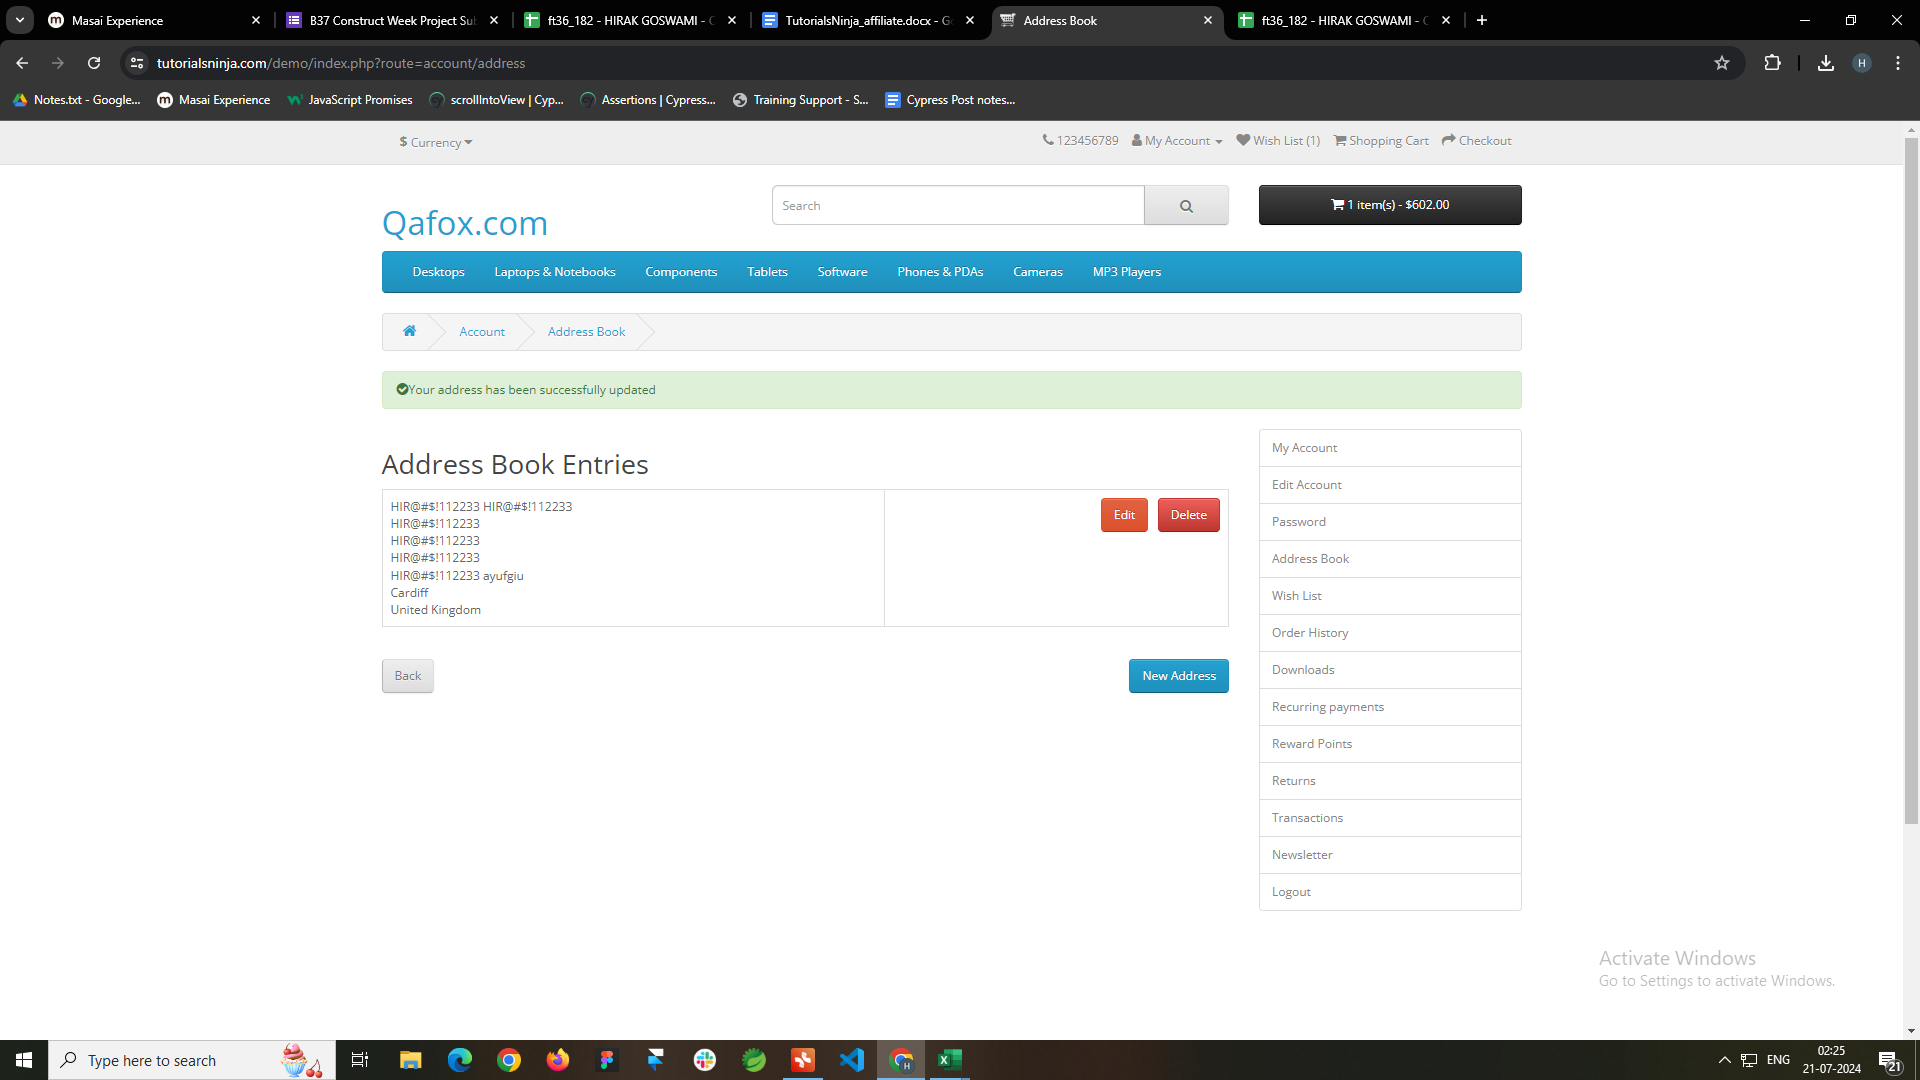 Masai Experience
B37 Construct Week Project Su
ft36_182 - HIRAK GOSWAMI - C
TutorialsNinja_affiliate.docx - G
Address Book
ft36_182 - HIRAK GOSWAMI - C
tutorialsninja.com/demo/index.php?route=account/address
H
Notes.txt - Google...
Masai Experience
JavaScript Promises
scrollIntoView | Cyp...
Assertions | Cypress...
Training Support - S...
Cypress Post notes...
$ Currency
123456789
My Account
Wish List (1)
Shopping Cart
Checkout
Qafox.com
Search
1 item(s) - $602.00
Desktops
Laptops & Notebooks
Components
Tablets
Software
Phones & PDAs
Cameras
MP3 Players
Account
Address Book
Your address has been successfully updated
Address Book Entries
HIR@#$!112233 HIR@#$!112233
HIR@#$!112233
HIR@#$!112233
HIR@#$!112233
HIR@#$!112233 ayufgiu
Cardiff
United Kingdom
Edit
Delete
Back
New Address
My Account
Edit Account
Password
Address Book
Wish List
Order History
Downloads
Recurring payments
Reward Points
Returns
Transactions
Newsletter
Logout
Activate Windows
Go to Settings to activate Windows.
Type here to search
ENG
02:25
21-07-2024
21